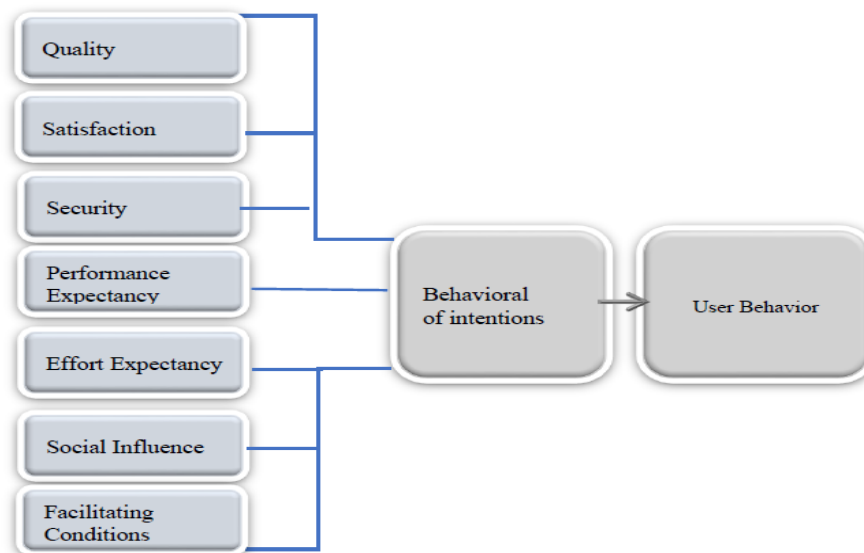 Quality
Satisfaction
Security
Performance
Expectancy
Effort Expectancy
Social Influence
Facilitating
Conditions
Behavioral
of intentions
User Behavior